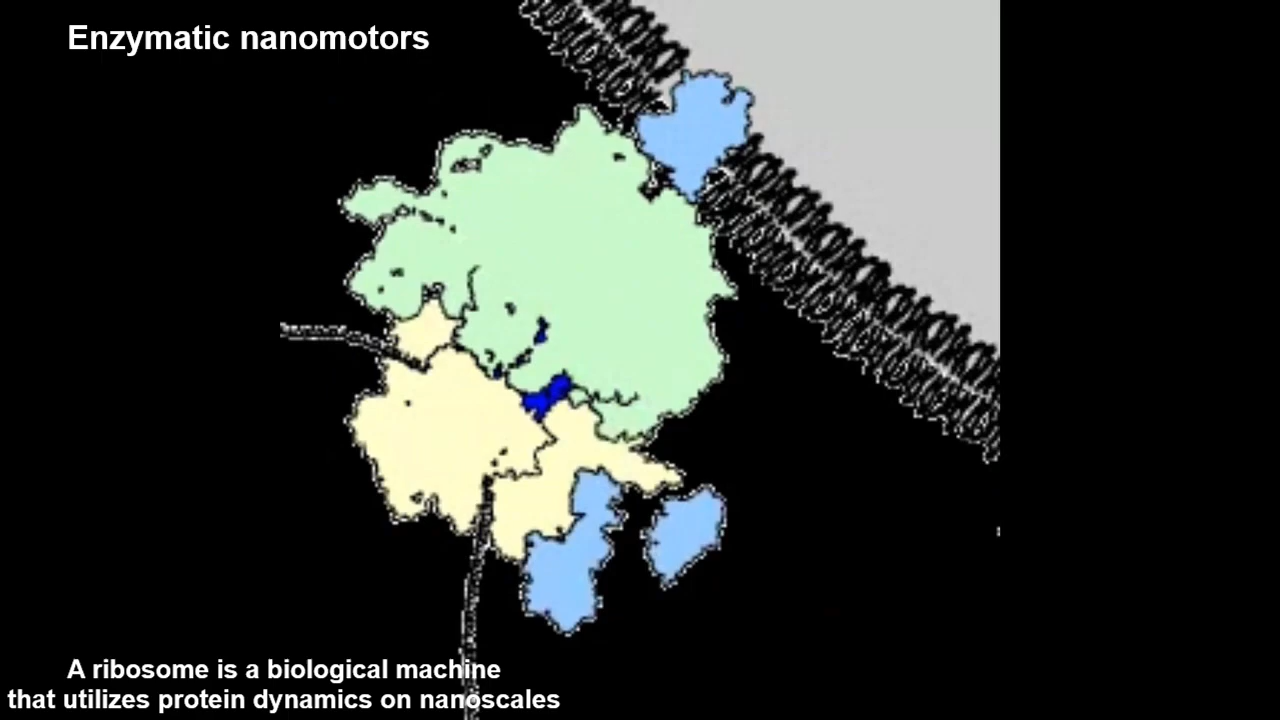 Enzymatic nanomotors
A ribosome is a biological machine
that utilizes protein dynamics on nanoscales